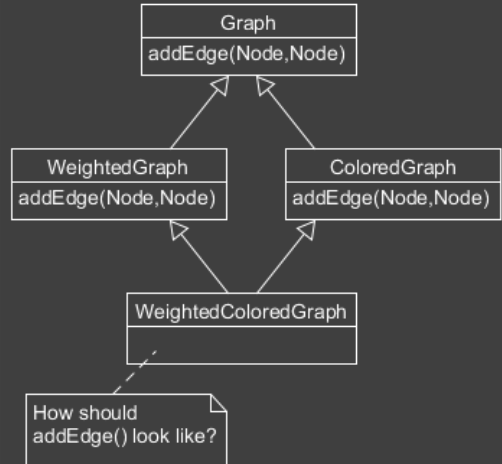 Graph
addEdge(Node,Node)
WeightedGraph
addEdge(Node,Node)
ColoredGraph
addEdge(Node,Node)
WeightedColoredGraph
How should
addEdge() look like?